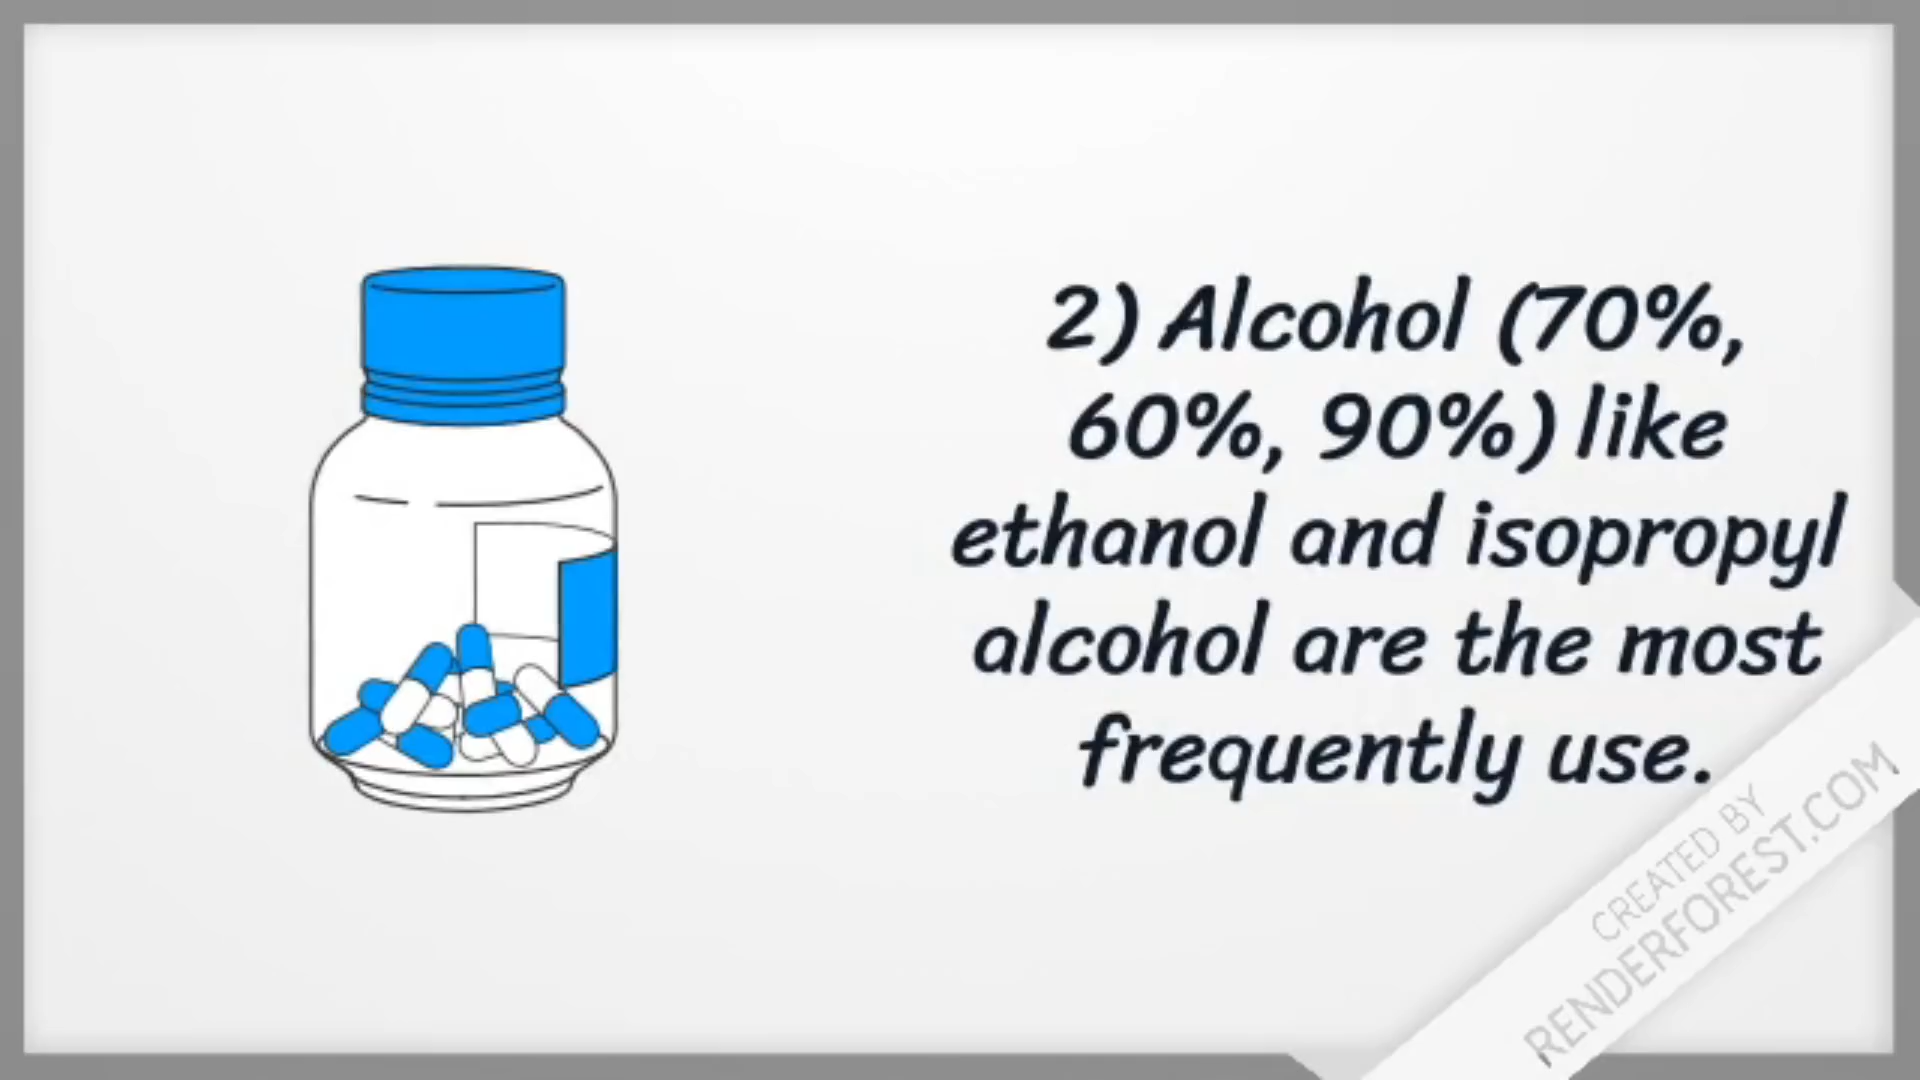 2) Alcohol (70%,
60%, 90%) like
ethanol and isopropyl
alcohol are the most
frequently use.
CREATED BY
RENDERFOREST.COM